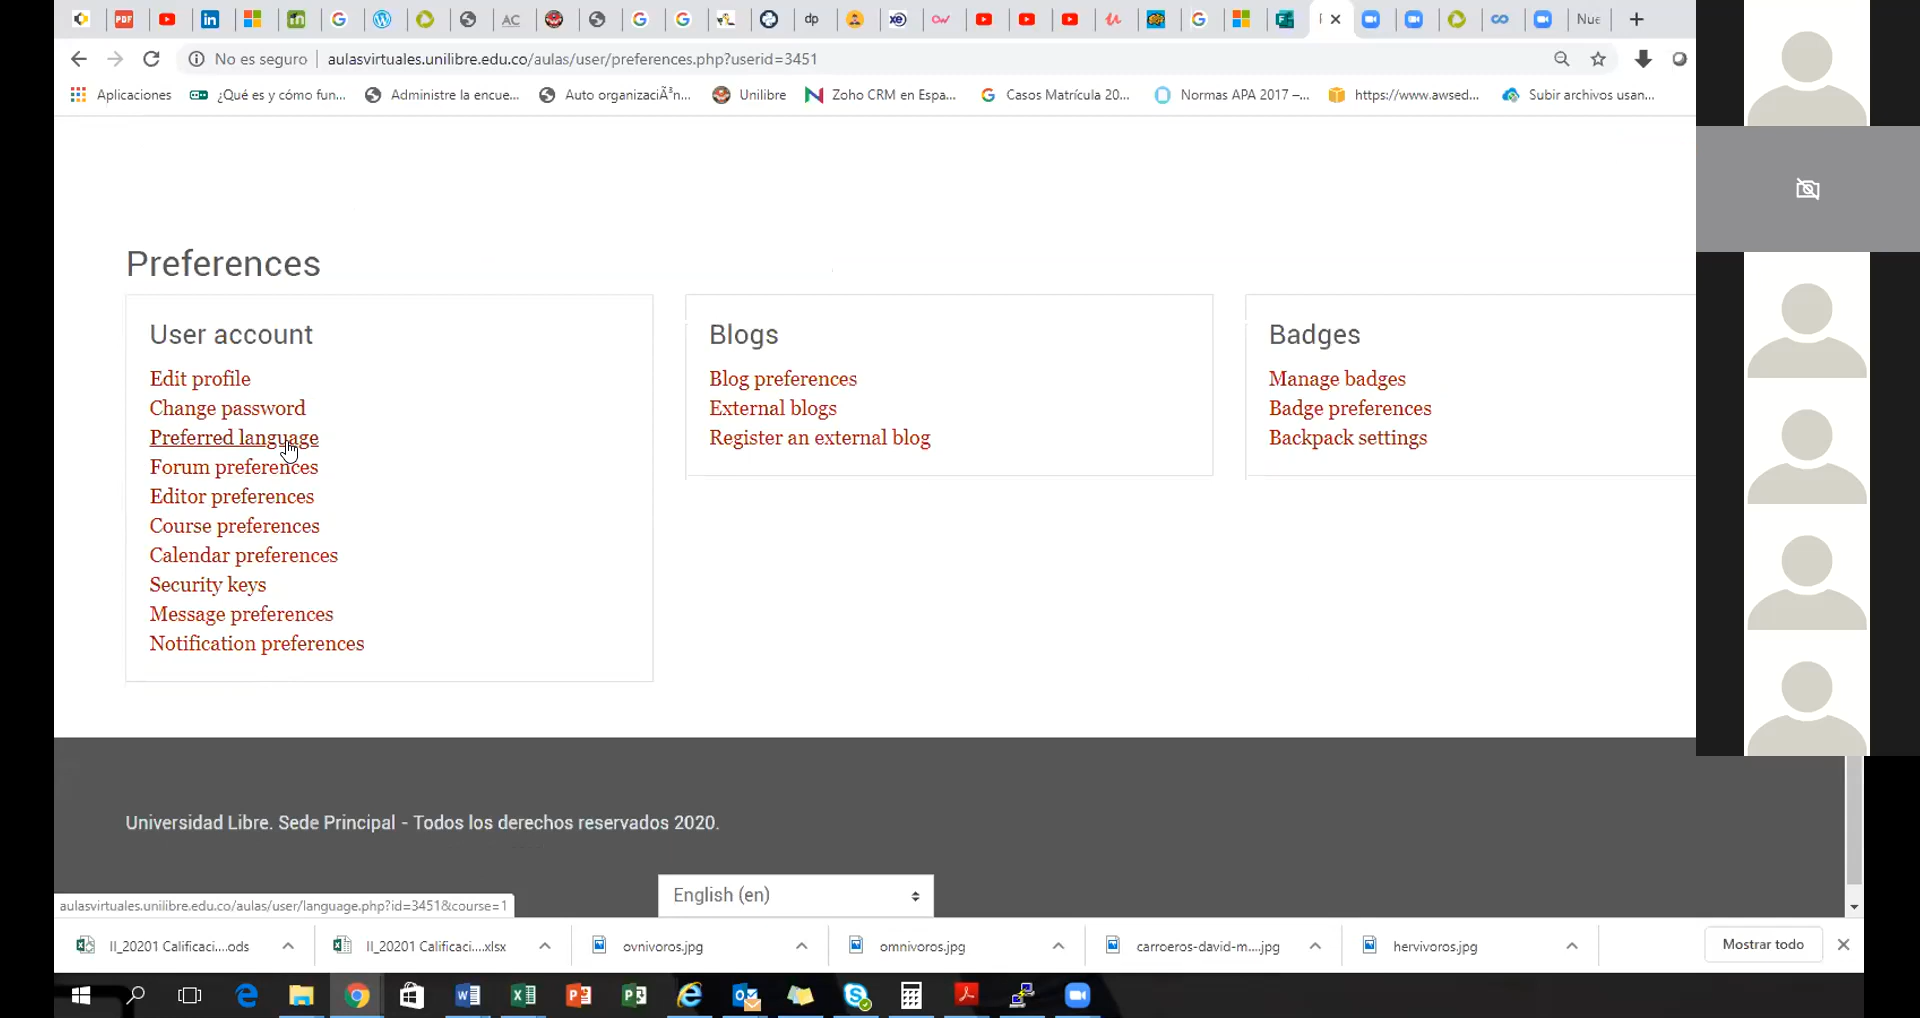 PDF
AC
dp
xe
Nue
No es seguro | aulasvirtuales.unilibre.edu.co/aulas/user/preferences.php?userid=3451
Aplicaciones ¿Qué es y cómo fun... Administre la encue... Auto organizaciÃ³n... Unilibre Zoho CRM en Espa... Casos Matrícula 20... Normas APA 2017 –... https://www.awsed... Subir archivos usan...
Preferences
User account
Edit profile
Change password
Preferred language
Forum preferences
Editor preferences
Course preferences
Calendar preferences
Security keys
Message preferences
Notification preferences
Blogs
Blog preferences
External blogs
Register an external blog
Badges
Manage badges
Badge preferences
Backpack settings
Universidad Libre. Sede Principal - Todos los derechos reservados 2020.
English (en)
aulasvirtuales.unilibre.edu.co/aulas/user/language.php?id=3451&course=1
II_20201 Calificaci....ods II_20201 Calificaci....xlsx ovnivoros.jpg omnivoros.jpg carroeros-david-m....jpg hervivoros.jpg Mostrar todo